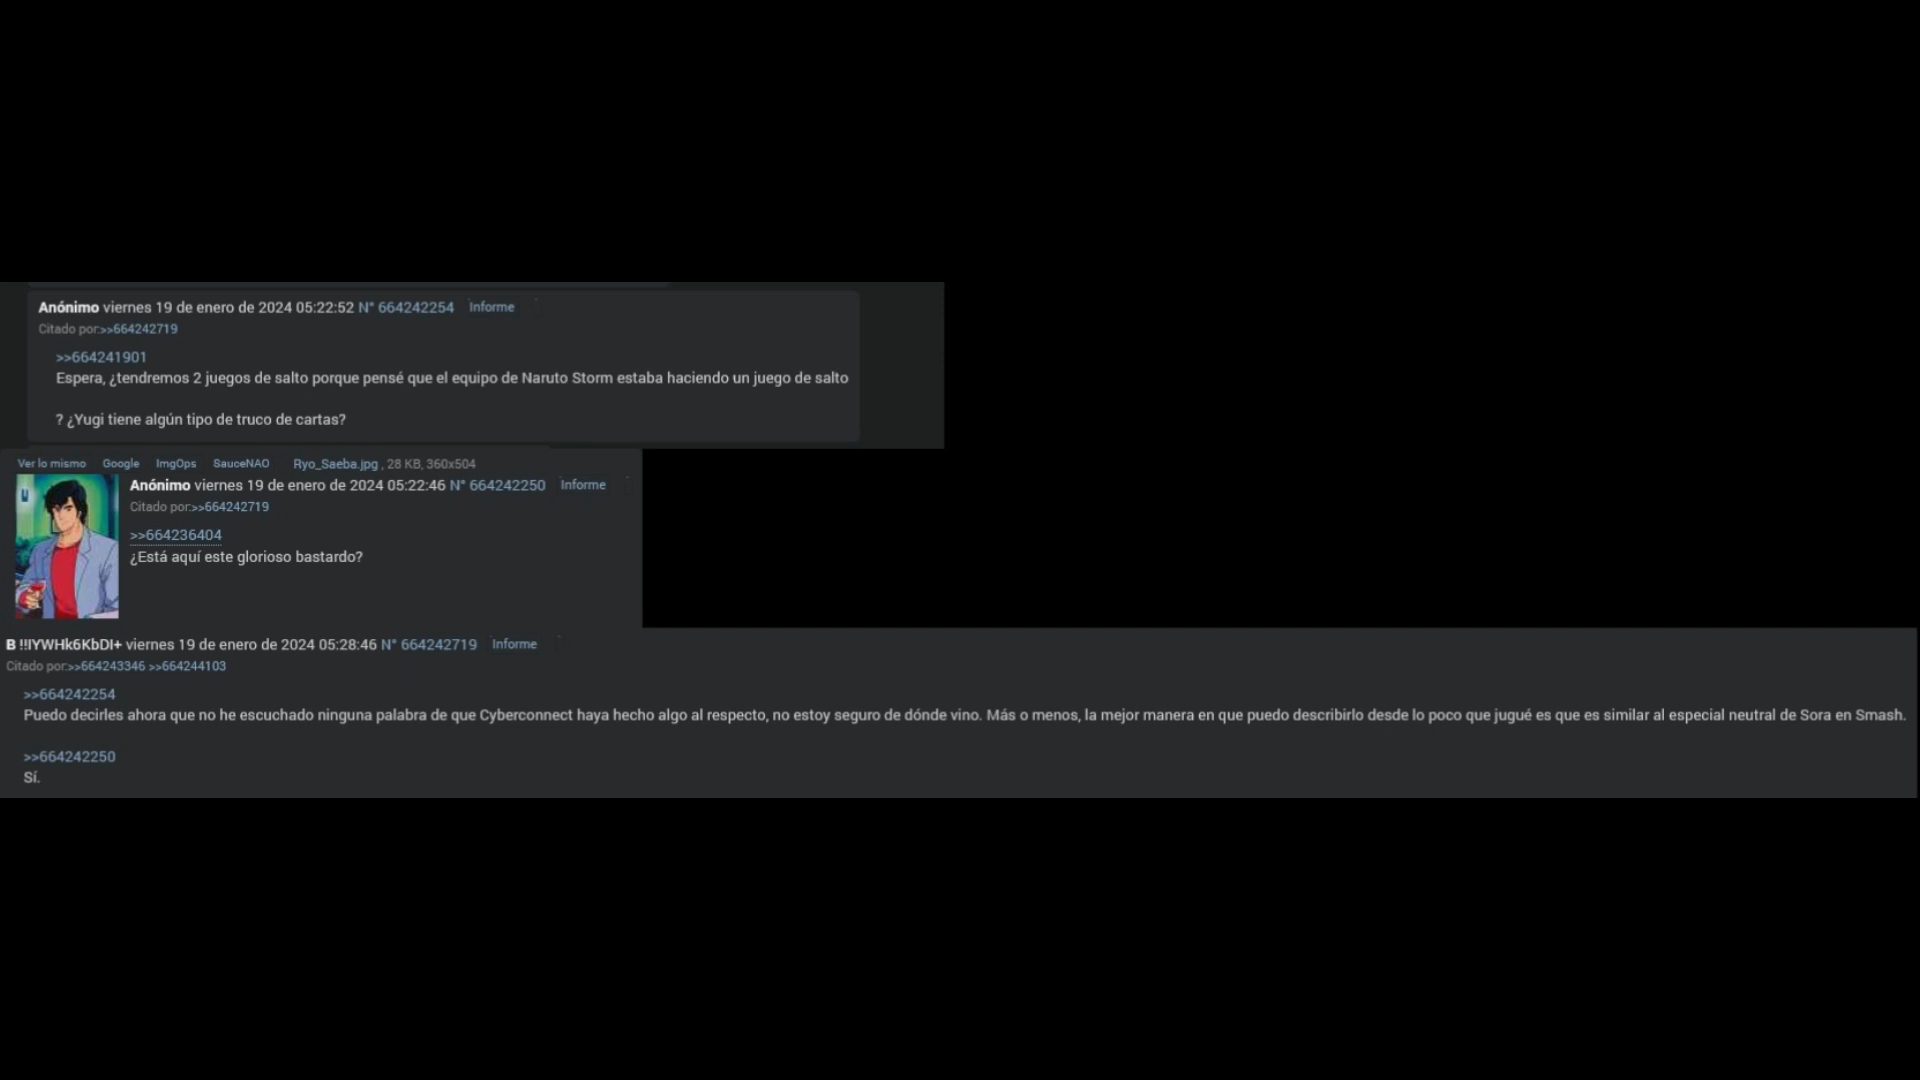 Anónimo viernes 19 de enero de 2024 05:22:52 N° 664242254 Informe
Citado por:>>664242719
>>664241901
Espera, ¿tendremos 2 juegos de salto porque pensé que el equipo de Naruto Storm estaba haciendo un juego de salto
? ¿Yugi tiene algún tipo de truco de cartas?
Ver lo mismo Google ImgOps SauceNAO Ryo_Saeba.jpg , 28 KB, 360x504
Anónimo viernes 19 de enero de 2024 05:22:46 N° 664242250 Informe
Citado por:>>664242719
>>664236404
¿Está aquí este glorioso bastardo?
B !!IYWHk6KbDI+ viernes 19 de enero de 2024 05:28:46 N° 664242719 Informe
Citado por:>>664243346 >>664244103
>>664242254
Puedo decirles ahora que no he escuchado ninguna palabra de que Cyberconnect haya hecho algo al respecto, no estoy seguro de dónde vino. Más o menos, la mejor manera en que puedo describirlo desde lo poco que jugué es que es similar al especial neutral de Sora en Smash.
>>664242250
Sí.